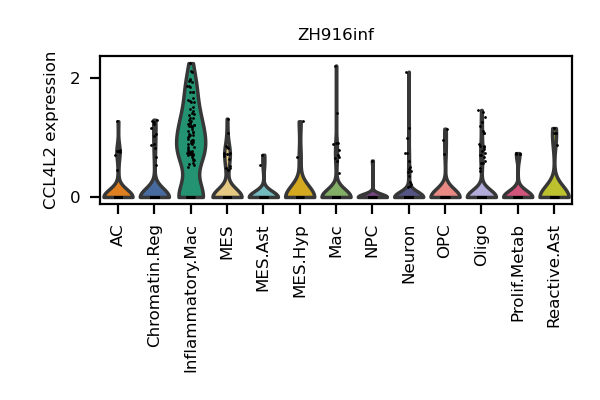 ZH916inf
CCL4L2 expression
2
0
AC
Chromatin.Reg
Inflammatory.Mac
MES
MES.Ast
MES.Hyp
Mac
NPC
Neuron
OPC
Oligo
Prolif.Metab
Reactive.Ast